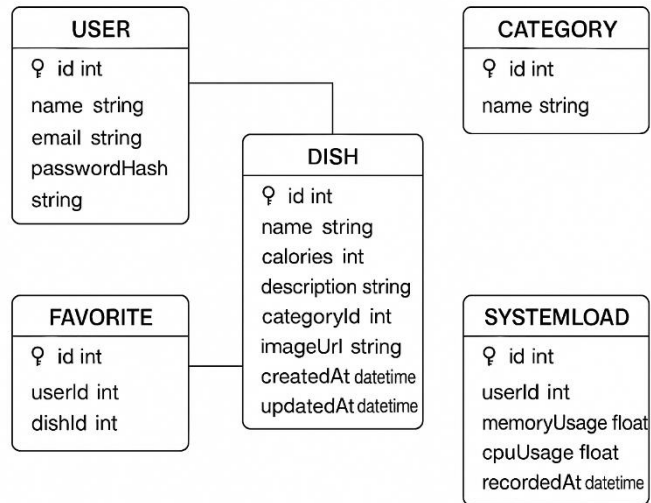 USER
id int
name string
email string
passwordHash
string
CATEGORY
id int
name string
DISH
id int
name string
calories int
description string
categoryId int
imageUrl string
createdAt datetime
updatedAt datetime
FAVORITE
id int
userId int
dishId int
SYSTEMLOAD
id int
userId int
memoryUsage float
cpuUsage float
recordedAt datetime